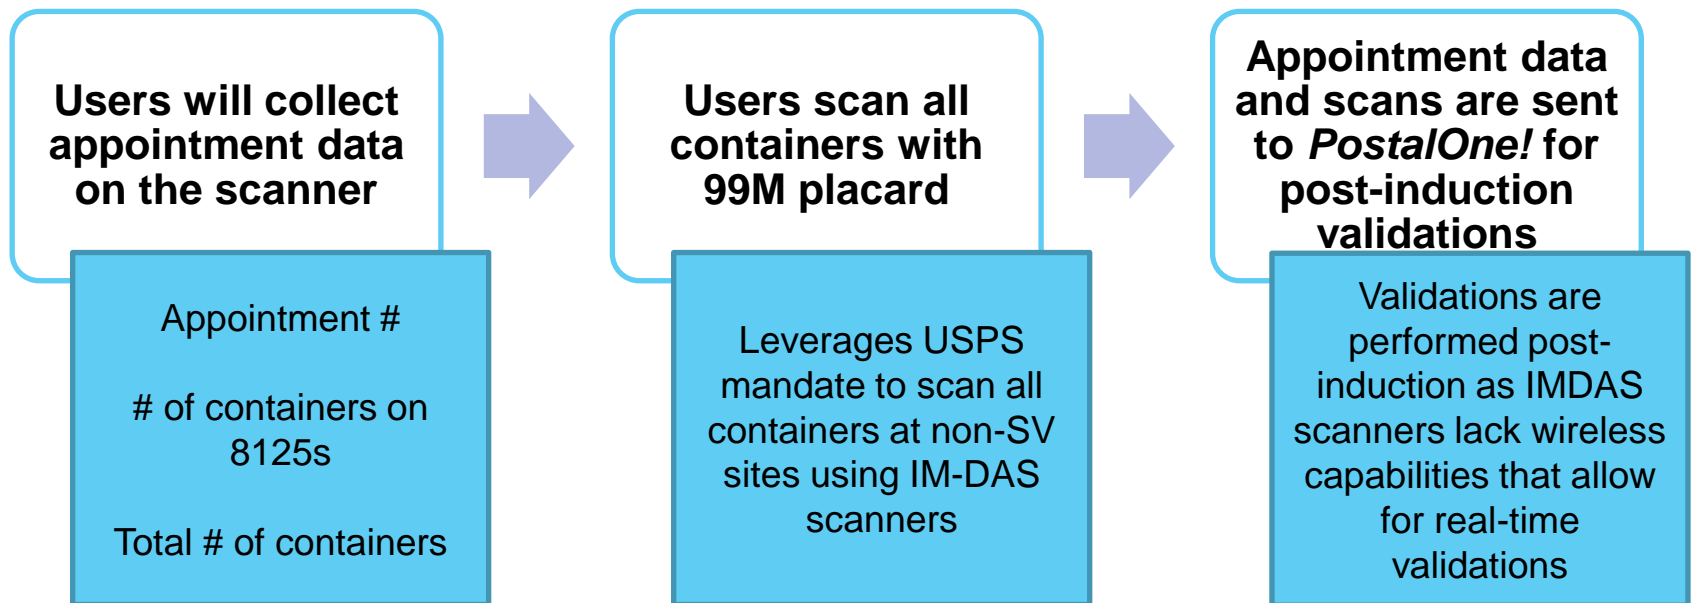 Users will collect
appointment data
on the scanner
Appointment #
# of containers on
8125s
Total # of containers
Users scan all
containers with
99M placard
Leverages USPS
mandate to scan all
containers at non-SV
sites using IM-DAS
scanners
Appointment data
and scans are sent
to PostalOne! for
post-induction
validations
Validations are
performed post-
induction as IMDAS
scanners lack wireless
capabilities that allow
for real-time
validations